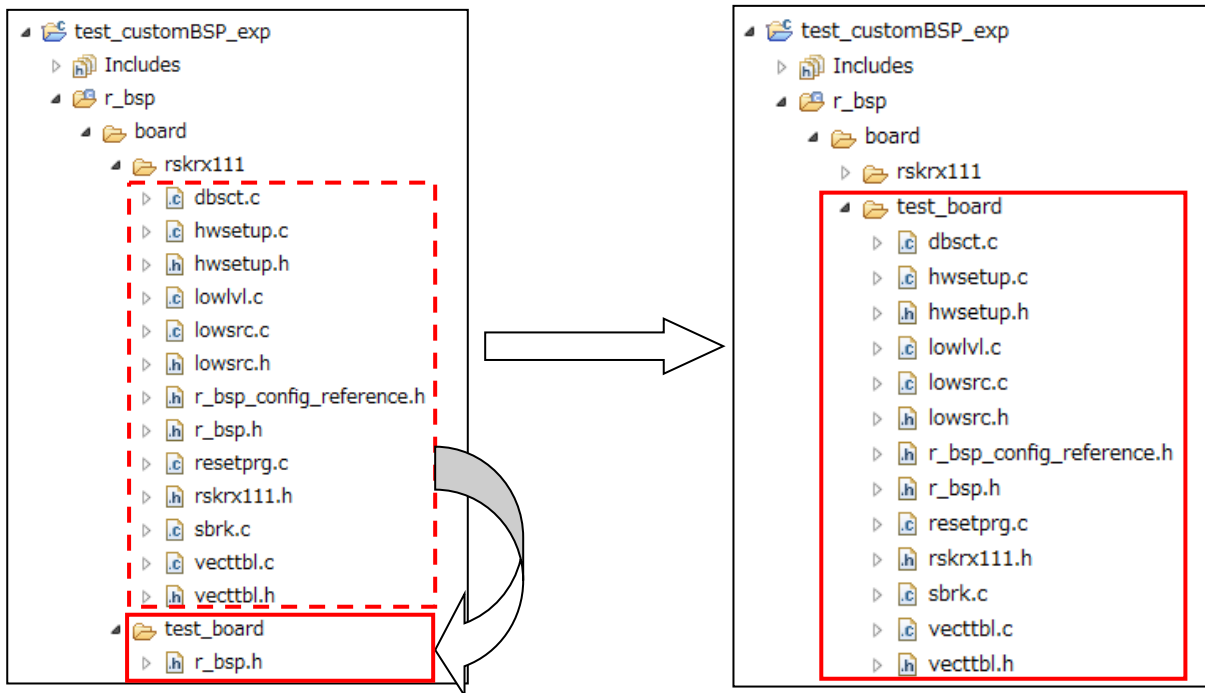 test_customBSP_exp
Includes
r_bsp
board
rskrx111
dbsct.c
hwsetup.c
hwsetup.h
lowlvl.c
lowsrc.c
lowsrc.h
r_bsp_config_reference.h
r_bsp.h
resetprg.c
rskrx111.h
sbrk.c
vecttbl.c
vecttbl.h
test_board
r_bsp.h
test_customBSP_exp
Includes
r_bsp
board
rskrx111
test_board
dbsct.c
hwsetup.c
hwsetup.h
lowlvl.c
lowsrc.c
lowsrc.h
r_bsp_config_reference.h
r_bsp.h
resetprg.c
rskrx111.h
sbrk.c
vecttbl.c
vecttbl.h